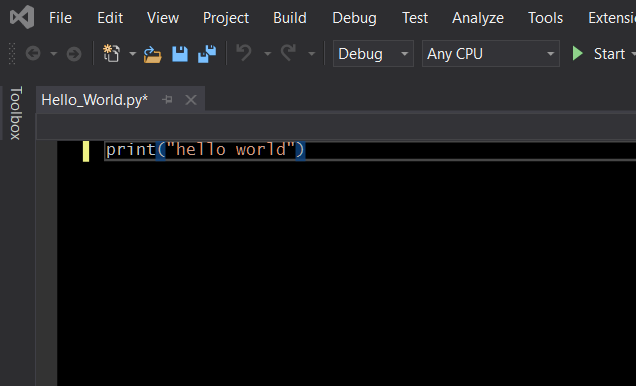 File Edit View Project Build Debug Test Analyze Tools Extensi
Debug Any CPU Start
Toolbox
Hello_World.py*
print("hello world")